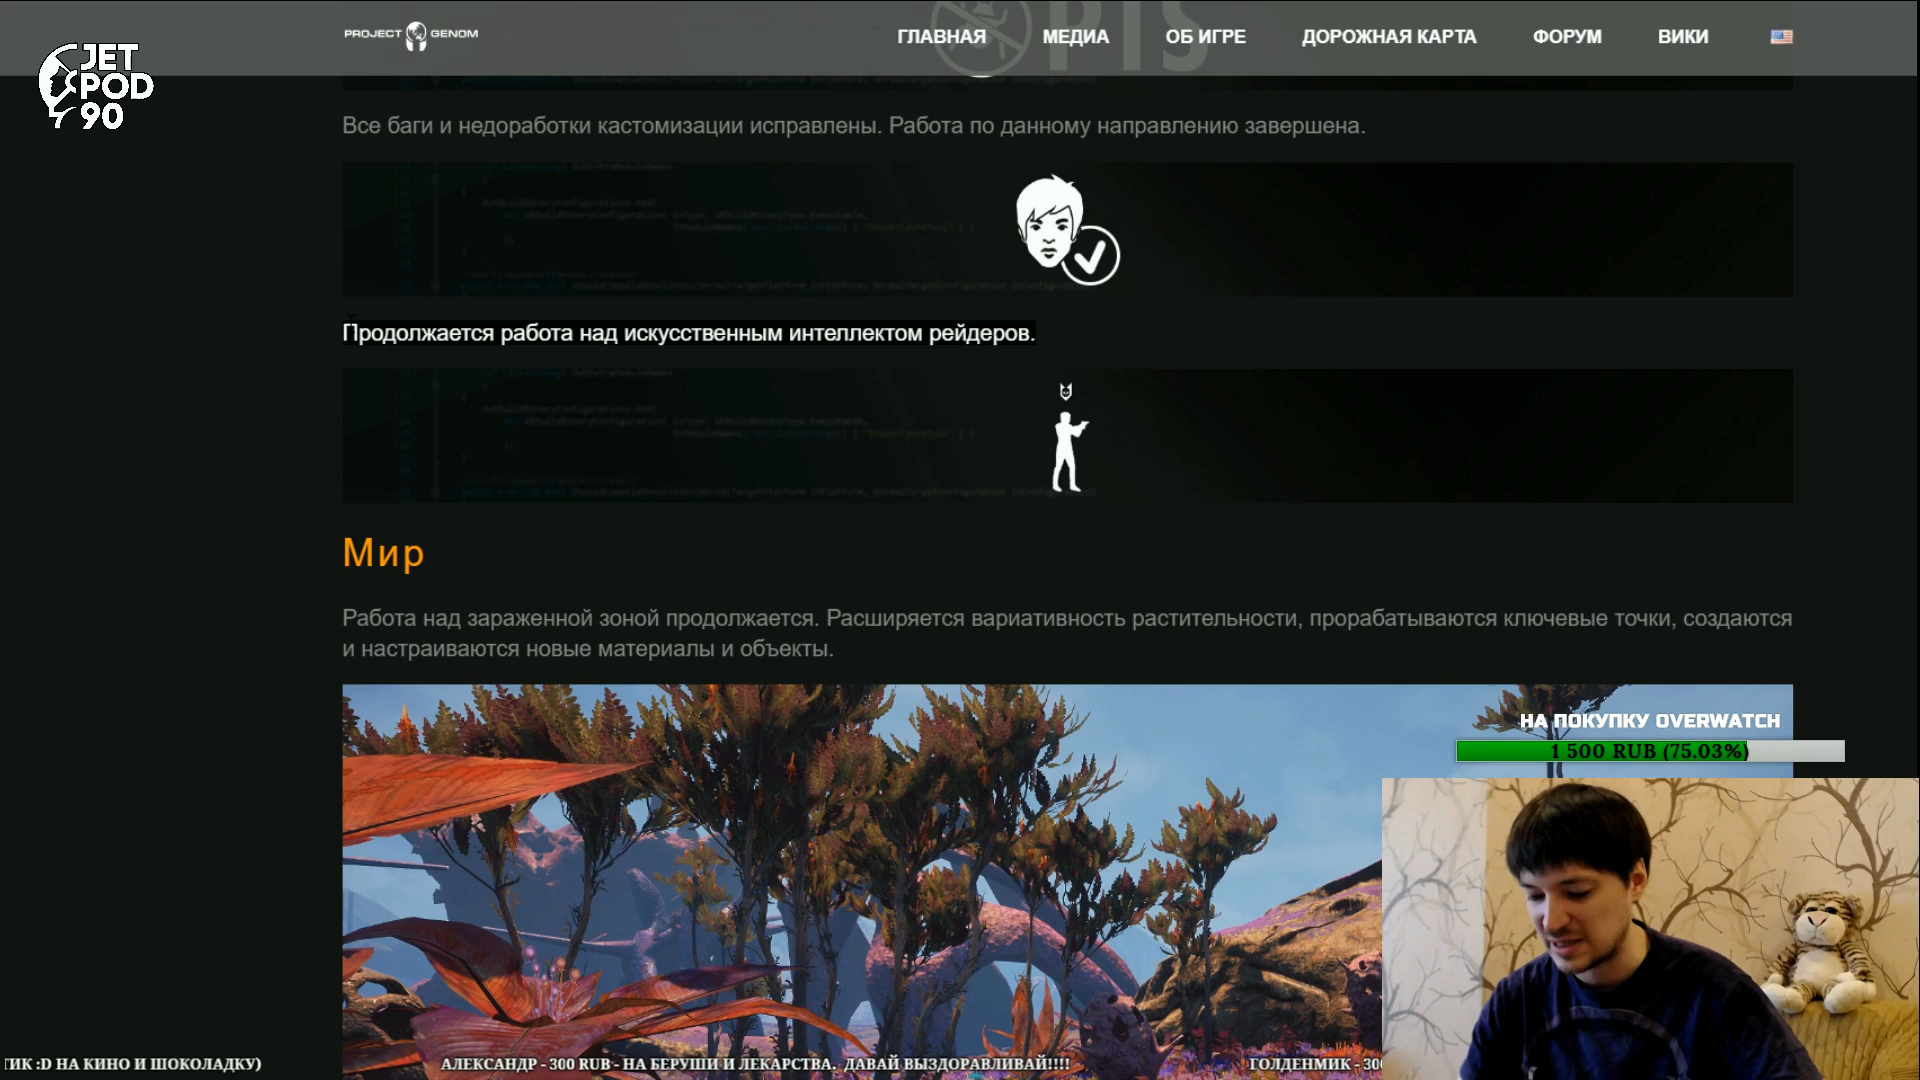 PROJECT GENOM
ГЛАВНАЯ
МЕДИА
ОБ ИГРЕ
ДОРОЖНАЯ КАРТА
ФОРУМ
ВИКИ
PTS
JET
POD
90
Все баги и недоработки кастомизации исправлены. Работа по данному направлению завершена.
Продолжается работа над искусственным интеллектом рейдеров.
Мир
Работа над зараженной зоной продолжается. Расширяется вариативность растительности, прорабатываются ключевые точки, создаются
и настраиваются новые материалы и объекты.
НА ПОКУПКУ OVERWATCH
1 500 RUB (75.03%)
ТИК :D НА КИНО И ШОКОЛАДКУ)
АЛЕКСАНДР - 300 RUB - НА БЕРУШИ И ЛЕКАРСТВА. ДАВАЙ ВЫЗДОРАВЛИВАЙ!!!!
ГОЛДЕНМИК - 300